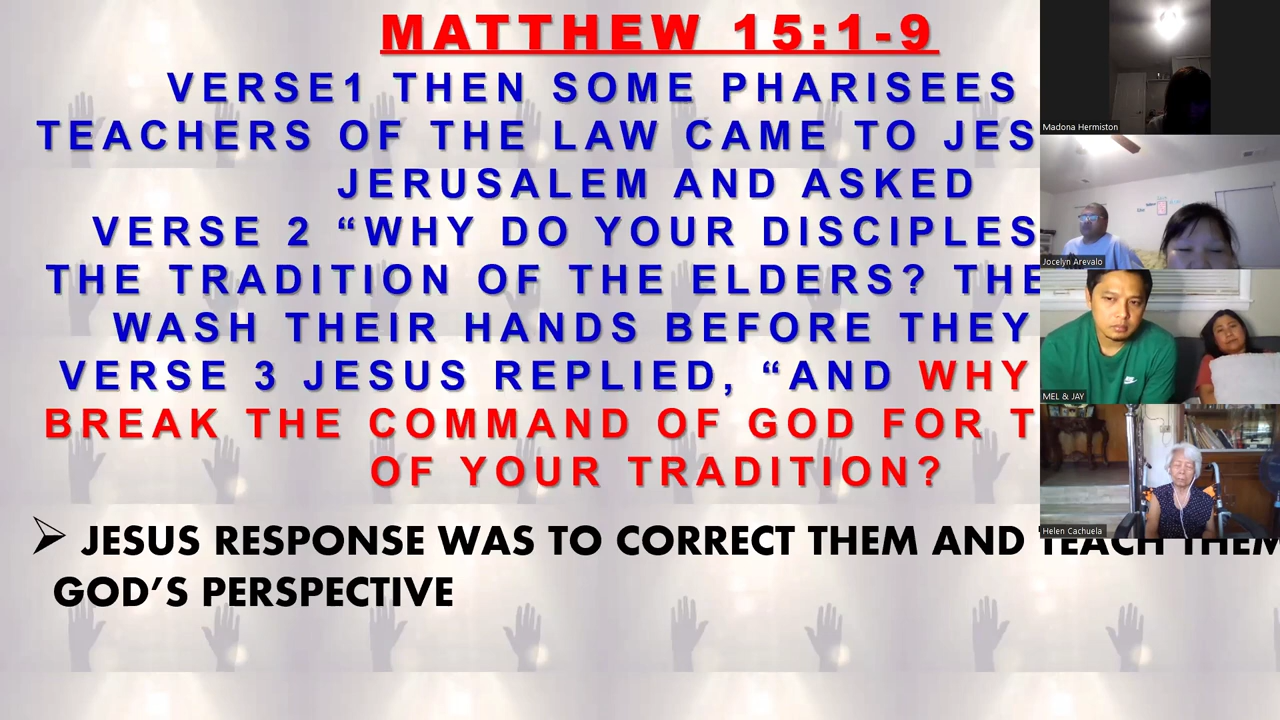 MATTHEW 15:1-9
VERSE1 THEN SOME PHARISEES
TEACHERS OF THE LAW CAME TO JES
JERUSALEM AND ASKED
VERSE 2 “WHY DO YOUR DISCIPLES
THE TRADITION OF THE ELDERS? THE
WASH THEIR HANDS BEFORE THEY
VERSE 3 JESUS REPLIED, “AND WHY
BREAK THE COMMAND OF GOD FOR T
OF YOUR TRADITION?
➢ JESUS RESPONSE WAS TO CORRECT THEM AND TEACH THEM
GOD’S PERSPECTIVE
Madona Hermiston
Jocelyn Arevalo
MEL & JAY
Helen Cachuela